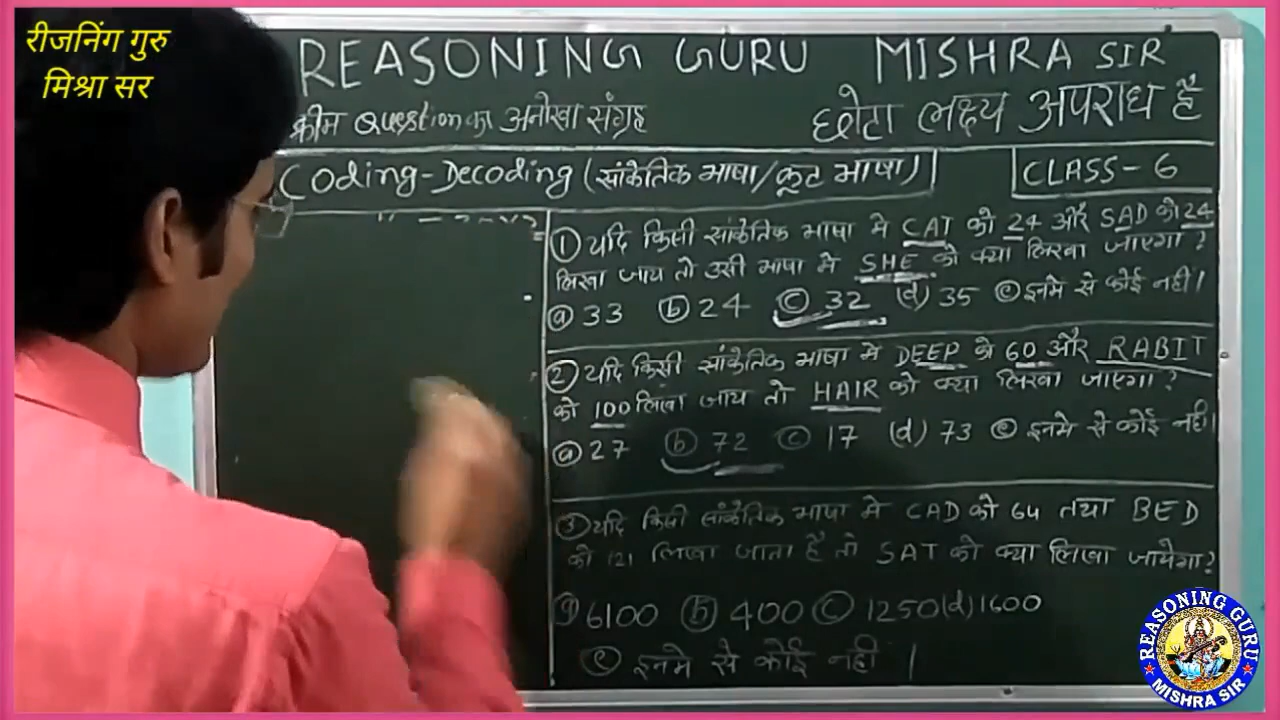 रीजनिंग गुरु
मिश्रा सर
REASONING GURU MISHRA SIR
क्रीम Question का अनोखा संग्रह
छोटा लक्ष्य अपराध है
Coding-Decoding (सांकेतिक भाषा/कूट भाषा)
CLASS-6
① यदि किसी सांकेतिक भाषा मे CAT को 24 और SAD को 24
लिखा जाय तो उसी भाषा मे SHE को क्या लिखा जाएगा?
ⓐ 33 ⓑ 24 ⓒ 32 (d) 35 ⓔ इनमे से कोई नही।
② यदि किसी सांकेतिक भाषा मे DEEP को 60 और RABIT
को 100 लिखा जाय तो HAIR को क्या लिखा जाएगा?
ⓐ 27 ⓑ 72 ⓒ 17 (d) 73 ⓔ इनमे से कोई नही।
③ यदि किसी सांकेतिक भाषा मे CAD को 64 तथा BED
को 121 लिखा जाता है तो SAT को क्या लिखा जायेगा?
ⓐ 6100 ⓑ 400 ⓒ 1250 (d) 1600
ⓔ इनमे से कोई नही।
REASONING GURU
MISHRA SIR